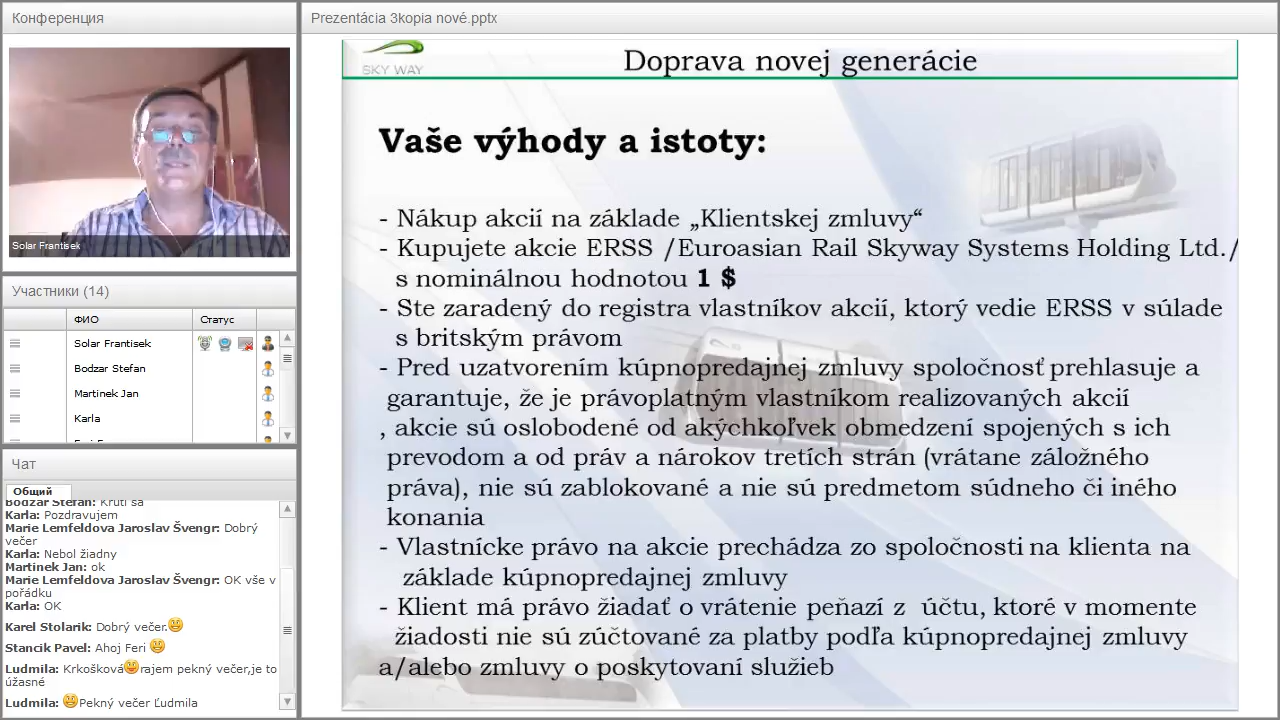 Конференция
Solar Frantisek
Участники (14)
ФИО
Статус
Solar Frantisek
Bodzar Stefan
Martinek Jan
Karla
Чат
Общий
Bodzar Stefan: Kruti sa
Karla: Pozdravujem
Marie Lemfeldova Jaroslav Švengr: Dobrý
večer
Karla: Nebol žiadny
Martinek Jan: ok
Marie Lemfeldova Jaroslav Švengr: OK vše v
pořádku
Karla: OK
Karel Stolarik: Dobrý večer.
Stancik Pavel: Ahoj Feri
Ludmila: Krkošková rajem pekný večer,je to
úžasné
Ludmila: Pekný večer Ľudmila
Prezentácia 3kopia nové.pptx
SKY WAY
Doprava novej generácie
Vaše výhody a istoty:
- Nákup akcií na základe „Klientskej zmluvy“
- Kupujete akcie ERSS /Euroasian Rail Skyway Systems Holding Ltd./
s nominálnou hodnotou 1 $
- Ste zaradený do registra vlastníkov akcií, ktorý vedie ERSS v súlade
s britským právom
- Pred uzatvorením kúpnopredajnej zmluvy spoločnosť prehlasuje a
garantuje, že je právoplatným vlastníkom realizovaných akcií
, akcie sú oslobodené od akýchkoľvek obmedzení spojených s ich
prevodom a od práv a nárokov tretích strán (vrátane záložného
práva), nie sú zablokované a nie sú predmetom súdneho či iného
konania
- Vlastnícke právo na akcie prechádza zo spoločnosti na klienta na
základe kúpnopredajnej zmluvy
- Klient má právo žiadať o vrátenie peňazí z účtu, ktoré v momente
žiadosti nie sú zúčtované za platby podľa kúpnopredajnej zmluvy
a/alebo zmluvy o poskytovaní služieb